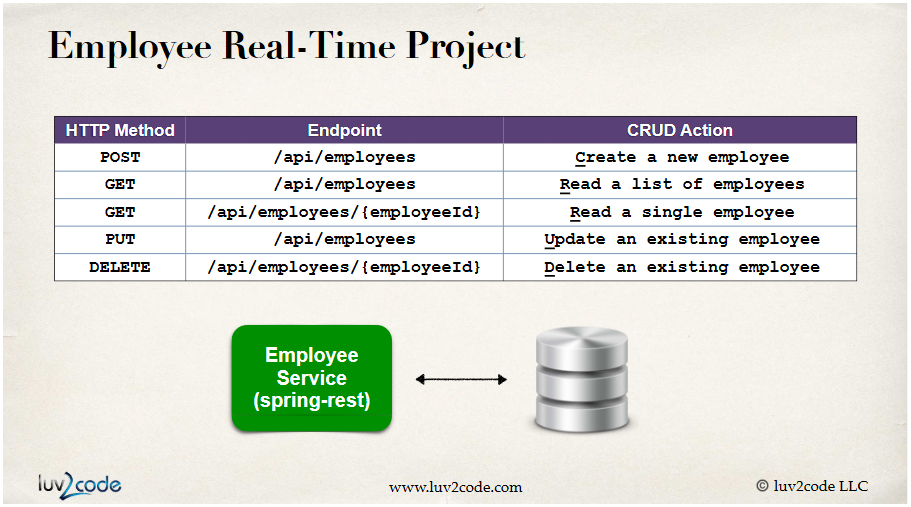 Employee Real-Time Project
HTTP Method Endpoint CRUD Action
POST /api/employees Create a new employee
GET /api/employees Read a list of employees
GET /api/employees/{employeeId} Read a single employee
PUT /api/employees Update an existing employee
DELETE /api/employees/{employeeId} Delete an existing employee
Employee
Service
(spring-rest)
luv2code www.luv2code.com © luv2code LLC